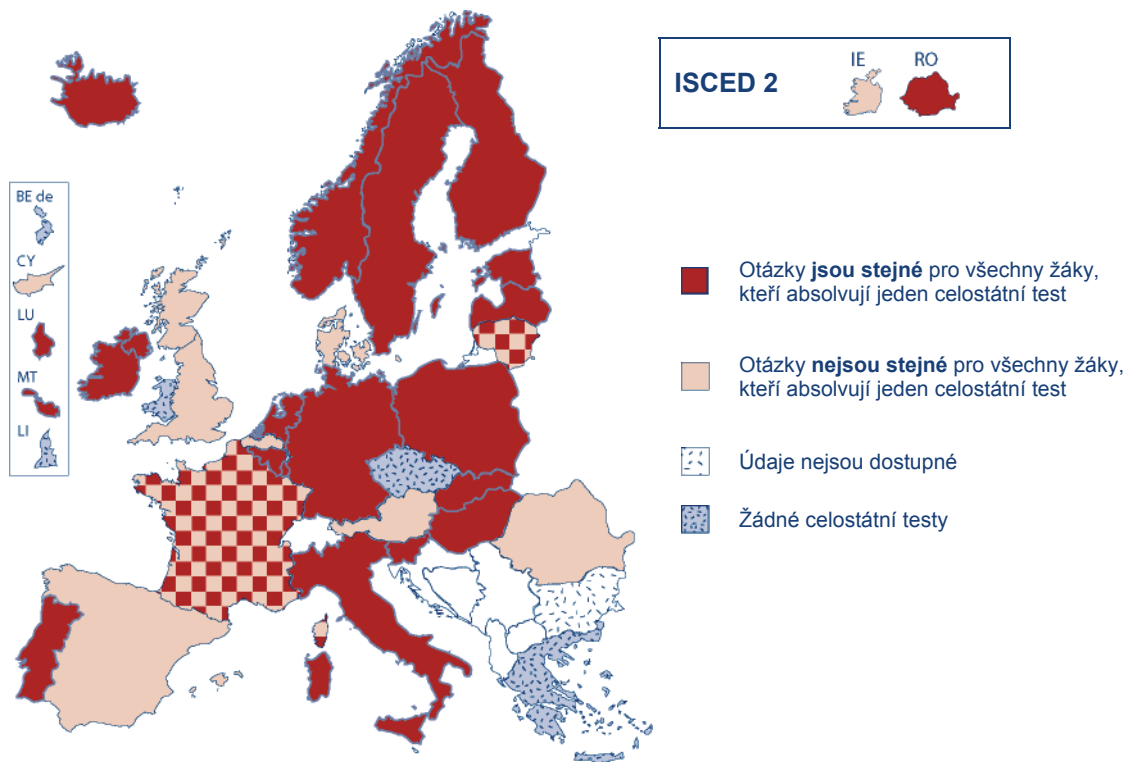 ISCED 2
IE
RO
BE de
CY
LU
MT
LI
Otázky jsou stejné pro všechny žáky,
kteří absolvují jeden celostátní test
Otázky nejsou stejné pro všechny žáky,
kteří absolvují jeden celostátní test
Údaje nejsou dostupné
Žádné celostátní testy